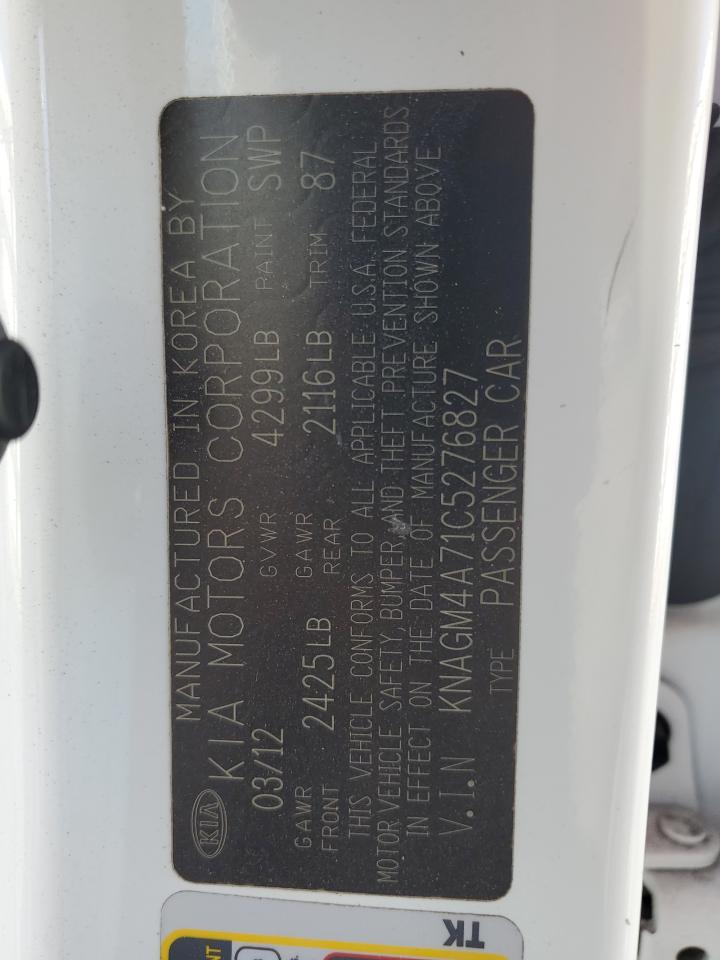 MANUFACTURED IN KOREA BY
KIA KIA MOTORS CORPORATION
03/12 GVWR 4299LB PAINT SWP
GAWR FRONT 2425LB GAWR REAR 2116LB TRIM 87
THIS VEHICLE CONFORMS TO ALL APPLICABLE U.S.A. FEDERAL
MOTOR VEHICLE SAFETY, BUMPER, AND THEFT PREVENTION STANDARDS
IN EFFECT ON THE DATE OF MANUFACTURE SHOWN ABOVE
V.I.N KNAGM4A71C5276827
TYPE PASSENGER CAR
TK